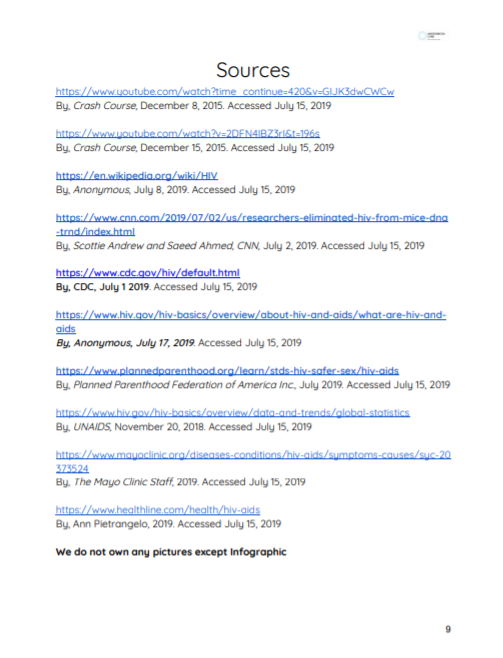 Sources
https://www.youtube.com/watch?time_continue=420&v=GIJK3dwCWCw
By, Crash Course, December 8, 2015. Accessed July 15, 2019
https://www.youtube.com/watch?v=2DFN4IBZ3rI&t=196s
By, Crash Course, December 15, 2015. Accessed July 15, 2019
https://en.wikipedia.org/wiki/HIV
By, Anonymous, July 8, 2019. Accessed July 15, 2019
https://www.cnn.com/2019/07/02/us/researchers-eliminated-hiv-from-mice-dna
-trnd/index.html
By, Scottie Andrew and Saeed Ahmed, CNN, July 2, 2019. Accessed July 15, 2019
https://www.cdc.gov/hiv/default.html
By, CDC, July 1 2019. Accessed July 15, 2019
https://www.hiv.gov/hiv-basics/overview/about-hiv-and-aids/what-are-hiv-and-
aids
By, Anonymous, July 17, 2019. Accessed July 15, 2019
https://www.plannedparenthood.org/learn/stds-hiv-safer-sex/hiv-aids
By, Planned Parenthood Federation of America Inc., July 2019. Accessed July 15, 2019
https://www.hiv.gov/hiv-basics/overview/data-and-trends/global-statistics
By, UNAIDS, November 20, 2018. Accessed July 15, 2019
https://www.mayoclinic.org/diseases-conditions/hiv-aids/symptoms-causes/syc-20
373524
By, The Mayo Clinic Staff, 2019. Accessed July 15, 2019
https://www.healthline.com/health/hiv-aids
By, Ann Pietrangelo, 2019. Accessed July 15, 2019
We do not own any pictures except Infographic
9